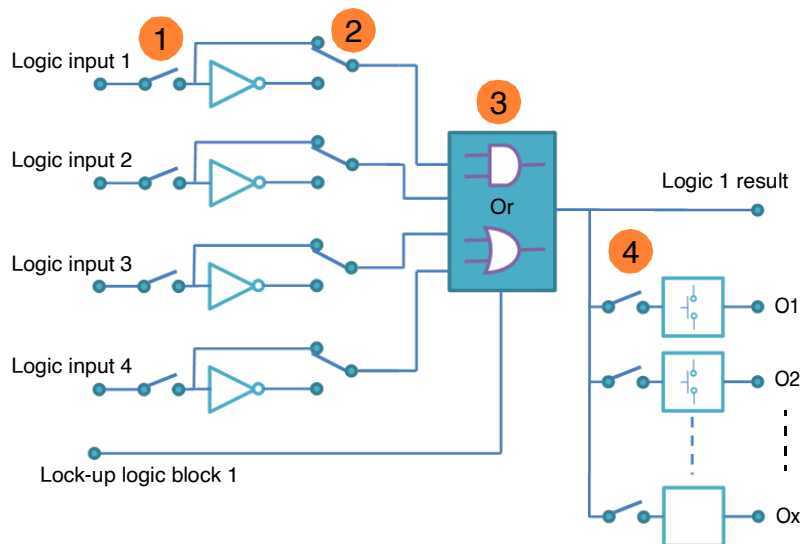 1
2
Logic input 1
3
Logic input 2
Or
Logic 1 result
Logic input 3
4
O1
Logic input 4
O2
Lock-up logic block 1
Ox